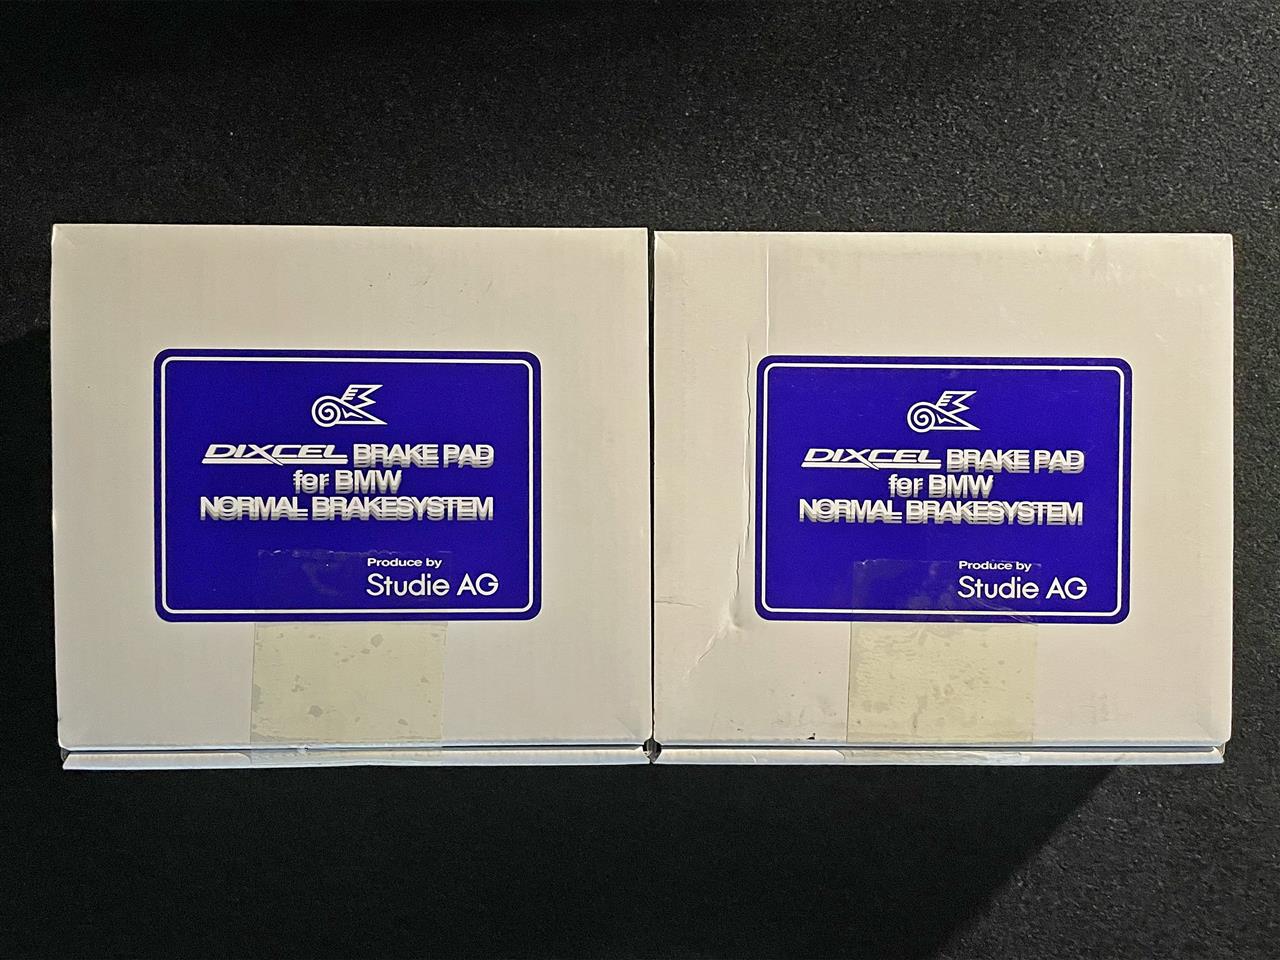 DIXCEL BRAKE PAD
for BMW
NORMAL BRAKESYSTEM
Produce by
Studie AG
DIXCEL BRAKE PAD
for BMW
NORMAL BRAKESYSTEM
Produce by
Studie AG